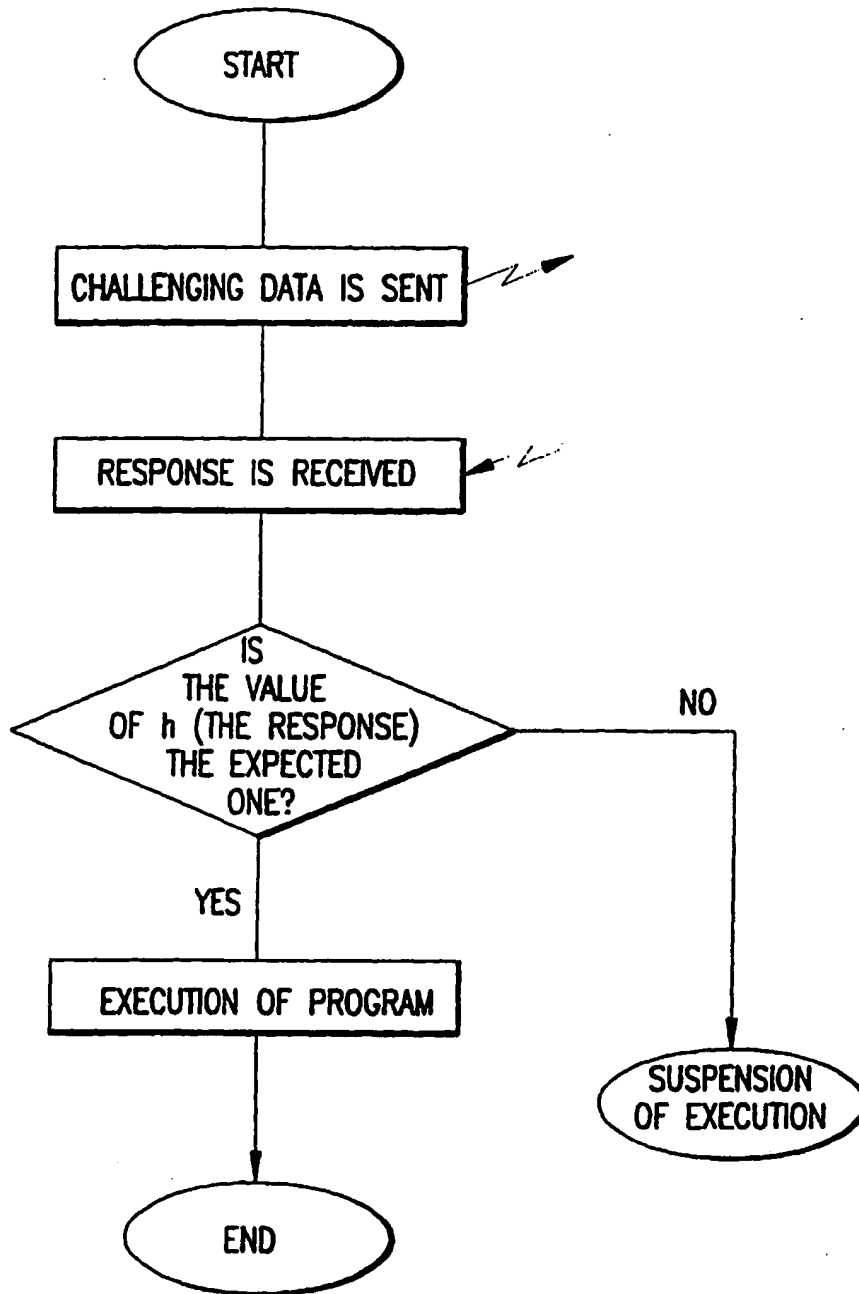 START
CHALLENGING DATA IS SENT
RESPONSE IS RECEIVED
IS
THE VALUE
OF h (THE RESPONSE)
THE EXPECTED
ONE?
NO
YES
EXECUTION OF PROGRAM
SUSPENSION
OF EXECUTION
END